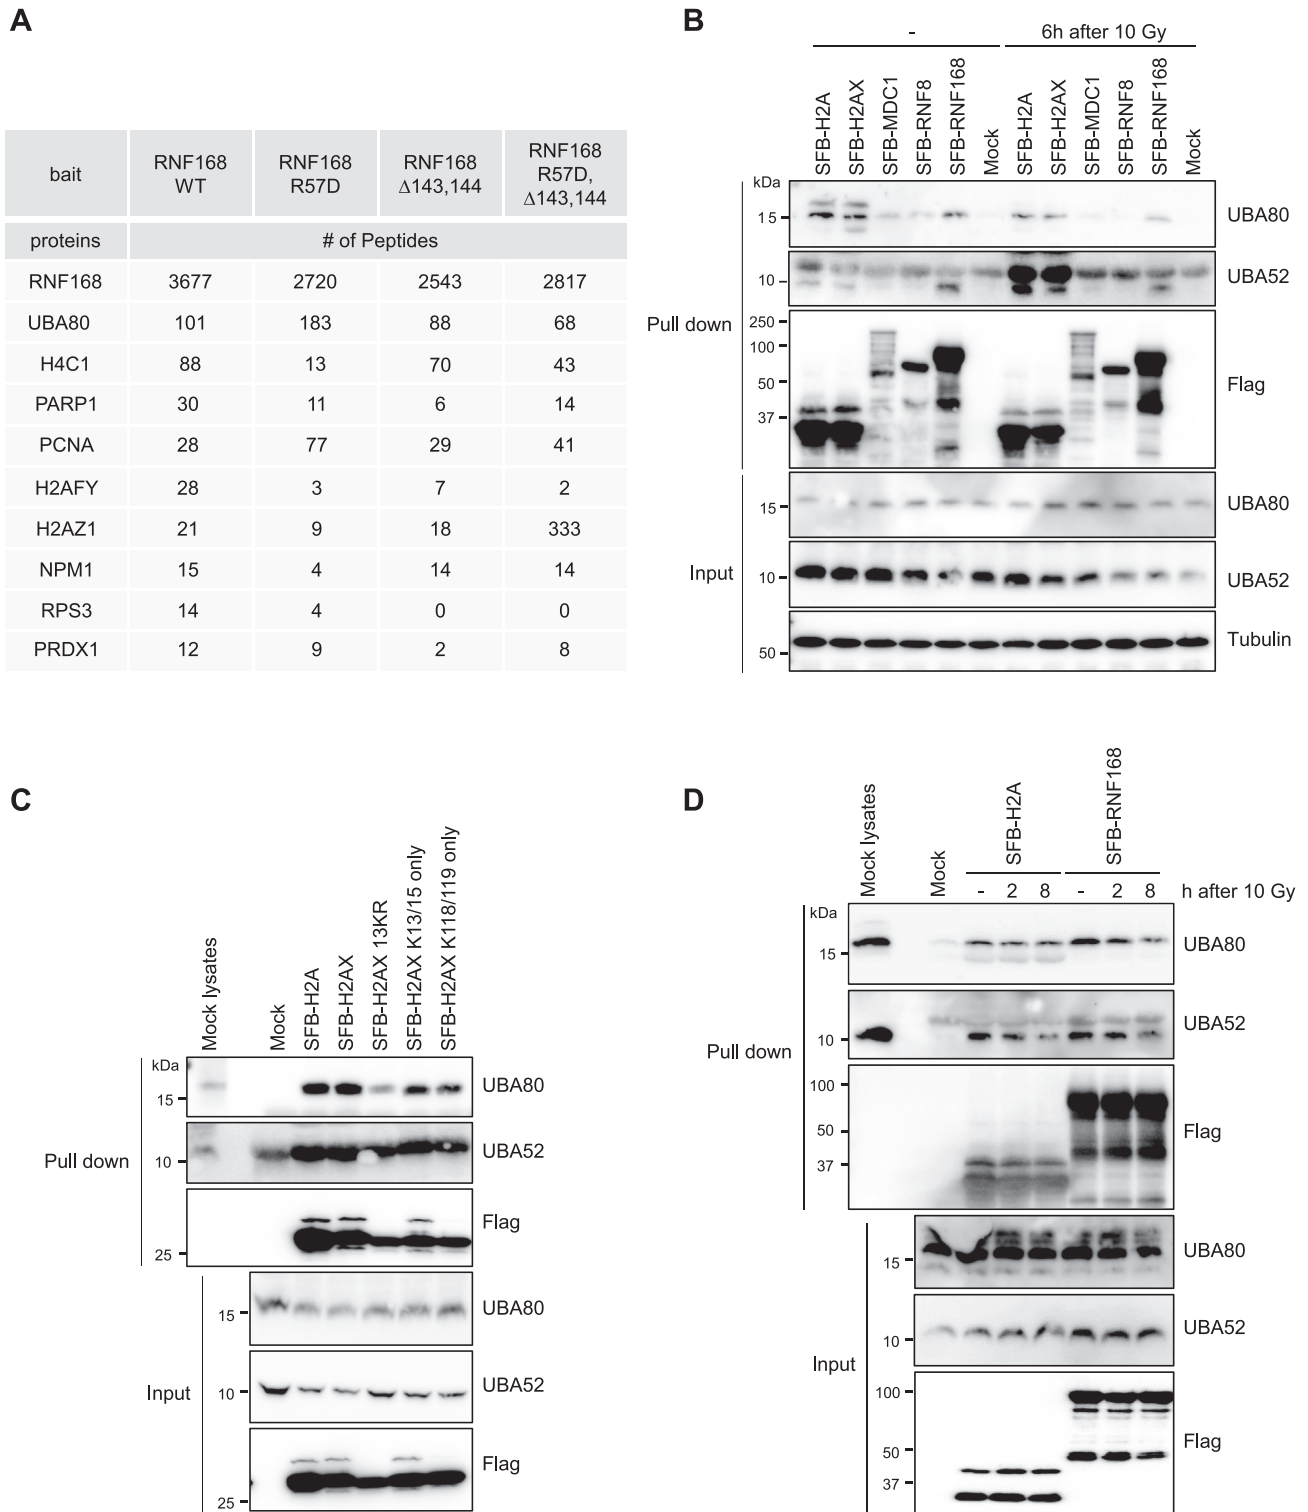 A
bait
RNF168 WT
RNF168 R57D
RNF168 Δ143,144
RNF168 R57D, Δ143,144
proteins
# of Peptides
RNF168 3677 2720 2543 2817
UBA80 101 183 88 68
H4C1 88 13 70 43
PARP1 30 11 6 14
PCNA 28 77 29 41
H2AFY 28 3 7 2
H2AZ1 21 9 18 333
NPM1 15 4 14 14
RPS3 14 4 0 0
PRDX1 12 9 2 8
B
- 6h after 10 Gy
SFB-H2A
SFB-H2AX
SFB-MDC1
SFB-RNF8
SFB-RNF168
Mock
SFB-H2A
SFB-H2AX
SFB-MDC1
SFB-RNF8
SFB-RNF168
Mock
kDa
15
UBA80
10
UBA52
Pull down
250
100
50
37
Flag
15
UBA80
Input
10
UBA52
50
Tubulin
C
Mock lysates
Mock
SFB-H2A
SFB-H2AX
SFB-H2AX 13KR
SFB-H2AX K13/15 only
SFB-H2AX K118/119 only
kDa
15
UBA80
Pull down
10
UBA52
25
Flag
15
UBA80
Input
10
UBA52
25
Flag
D
Mock lysates
Mock
SFB-H2A
SFB-RNF168
- 2 8 - 2 8 h after 10 Gy
kDa
15
UBA80
Pull down
10
UBA52
100
50
37
Flag
15
UBA80
10
UBA52
Input
100
50
37
Flag